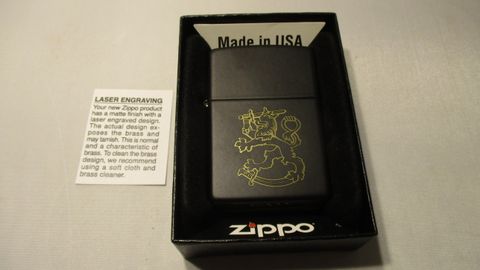 Made in USA
LASER ENGRAVING
Your new Zippo product
has a matte finish with a
laser engraved design.
The actual design ex-
poses the brass and
may tarnish. This is normal
and a characteristic of
brass. To clean the brass
design, we recommend
using a soft cloth and
brass cleaner.
zippo